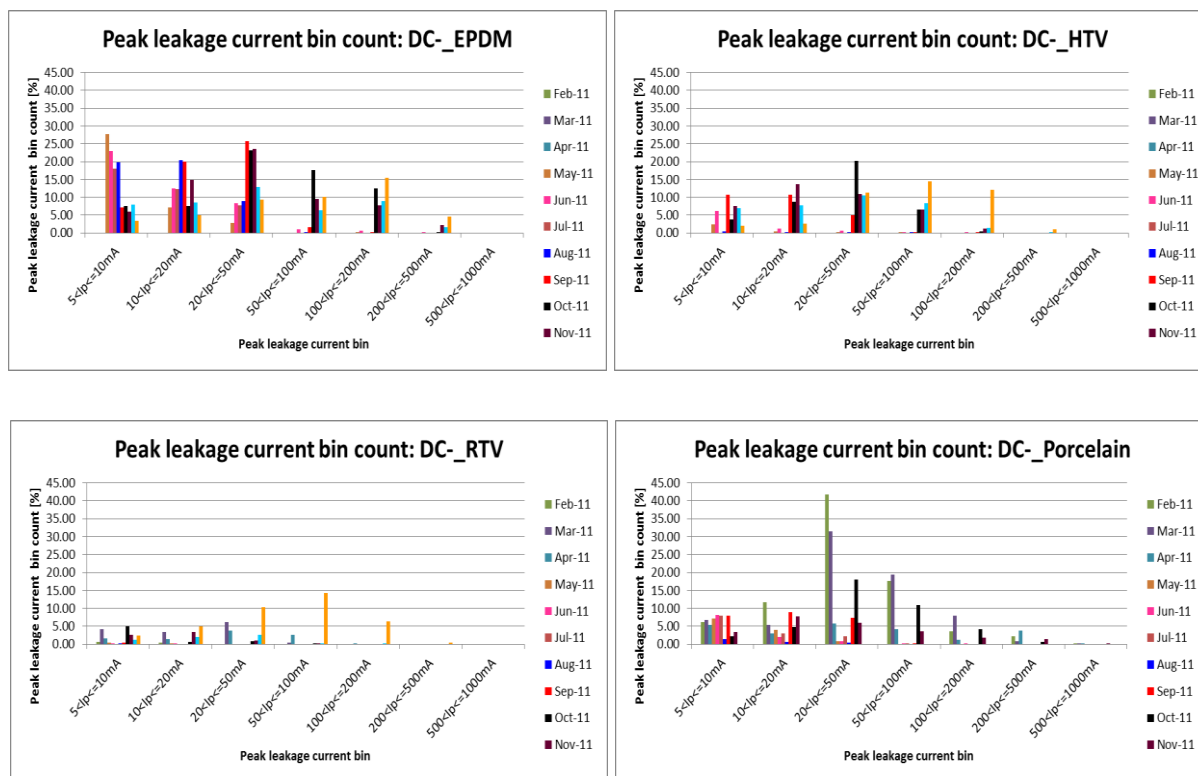 Peak leakage current bin count: DC-_EPDM
Peak leakage current bin count [%]
45.00
40.00
35.00
30.00
25.00
20.00
15.00
10.00
5.00
0.00
5<Ip<=10mA
10<Ip<=20mA
20<Ip<=50mA
50<Ip<=100mA
100<Ip<=200mA
200<Ip<=500mA
500<Ip<=1000mA
Peak leakage current bin
Feb-11
Mar-11
Apr-11
May-11
Jun-11
Jul-11
Aug-11
Sep-11
Oct-11
Nov-11
Peak leakage current bin count: DC-_HTV
Peak leakage current bin count [%]
45.00
40.00
35.00
30.00
25.00
20.00
15.00
10.00
5.00
0.00
5<Ip<=10mA
10<Ip<=20mA
20<Ip<=50mA
50<Ip<=100mA
100<Ip<=200mA
200<Ip<=500mA
500<Ip<=1000mA
Peak leakage current bin
Feb-11
Mar-11
Apr-11
May-11
Jun-11
Jul-11
Aug-11
Sep-11
Oct-11
Nov-11
Peak leakage current bin count: DC-_RTV
Peak leakage current bin count [%]
45.00
40.00
35.00
30.00
25.00
20.00
15.00
10.00
5.00
0.00
5<Ip<=10mA
10<Ip<=20mA
20<Ip<=50mA
50<Ip<=100mA
100<Ip<=200mA
200<Ip<=500mA
500<Ip<=1000mA
Peak leakage current bin
Feb-11
Mar-11
Apr-11
May-11
Jun-11
Jul-11
Aug-11
Sep-11
Oct-11
Nov-11
Peak leakage current bin count: DC-_Porcelain
Peak leakage current bin count [%]
45.00
40.00
35.00
30.00
25.00
20.00
15.00
10.00
5.00
0.00
5<Ip<=10mA
10<Ip<=20mA
20<Ip<=50mA
50<Ip<=100mA
100<Ip<=200mA
200<Ip<=500mA
500<Ip<=1000mA
Peak leakage current bin
Feb-11
Mar-11
Apr-11
May-11
Jun-11
Jul-11
Aug-11
Sep-11
Oct-11
Nov-11